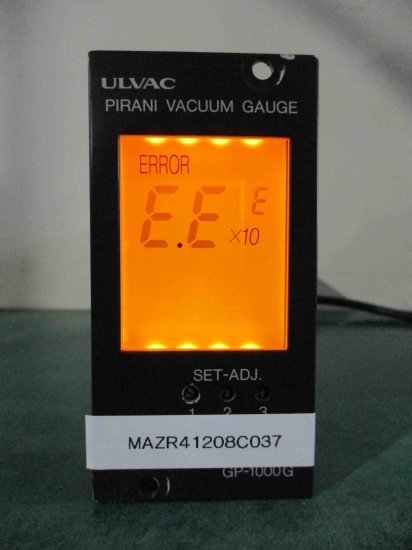 ULVAC
PIRANI VACUUM GAUGE
ERROR
E.E ×10 E
SET-ADJ.
1 2 3
MAZR41208C037
GP-1000G